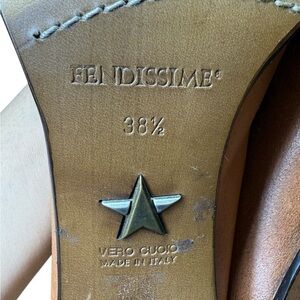 FENDISSIME®
38½
VERO CUOIO
MADE IN ITALY